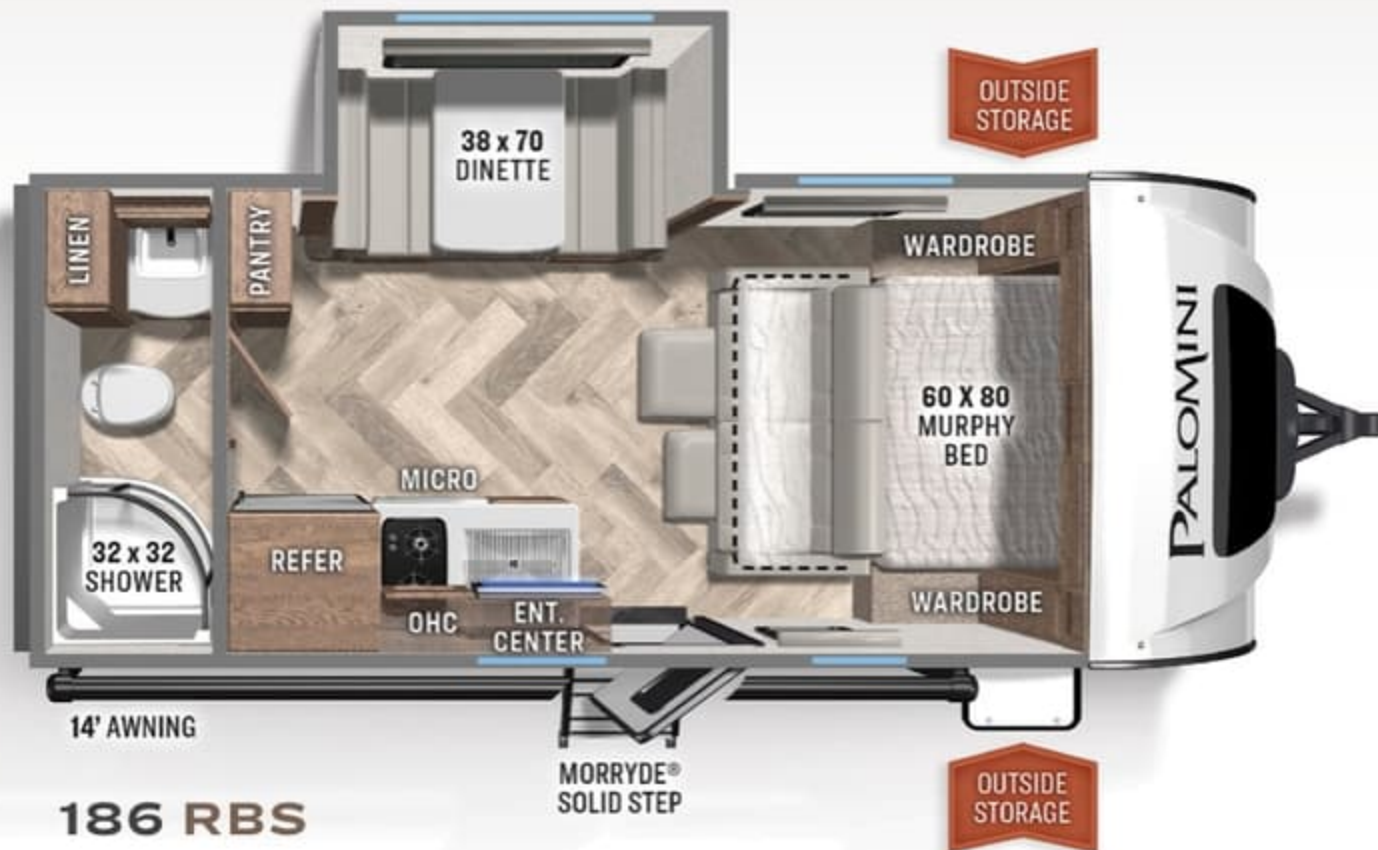 OUTSIDE
STORAGE
38 x 70
DINETTE
LINEN
PANTRY
WARDROBE
PALOMINI
60 X 80
MURPHY
BED
MICRO
32 x 32
SHOWER
REFER
OHC
ENT.
CENTER
WARDROBE
14' AWNING
MORRYDE®
SOLID STEP
OUTSIDE
STORAGE
186 RBS